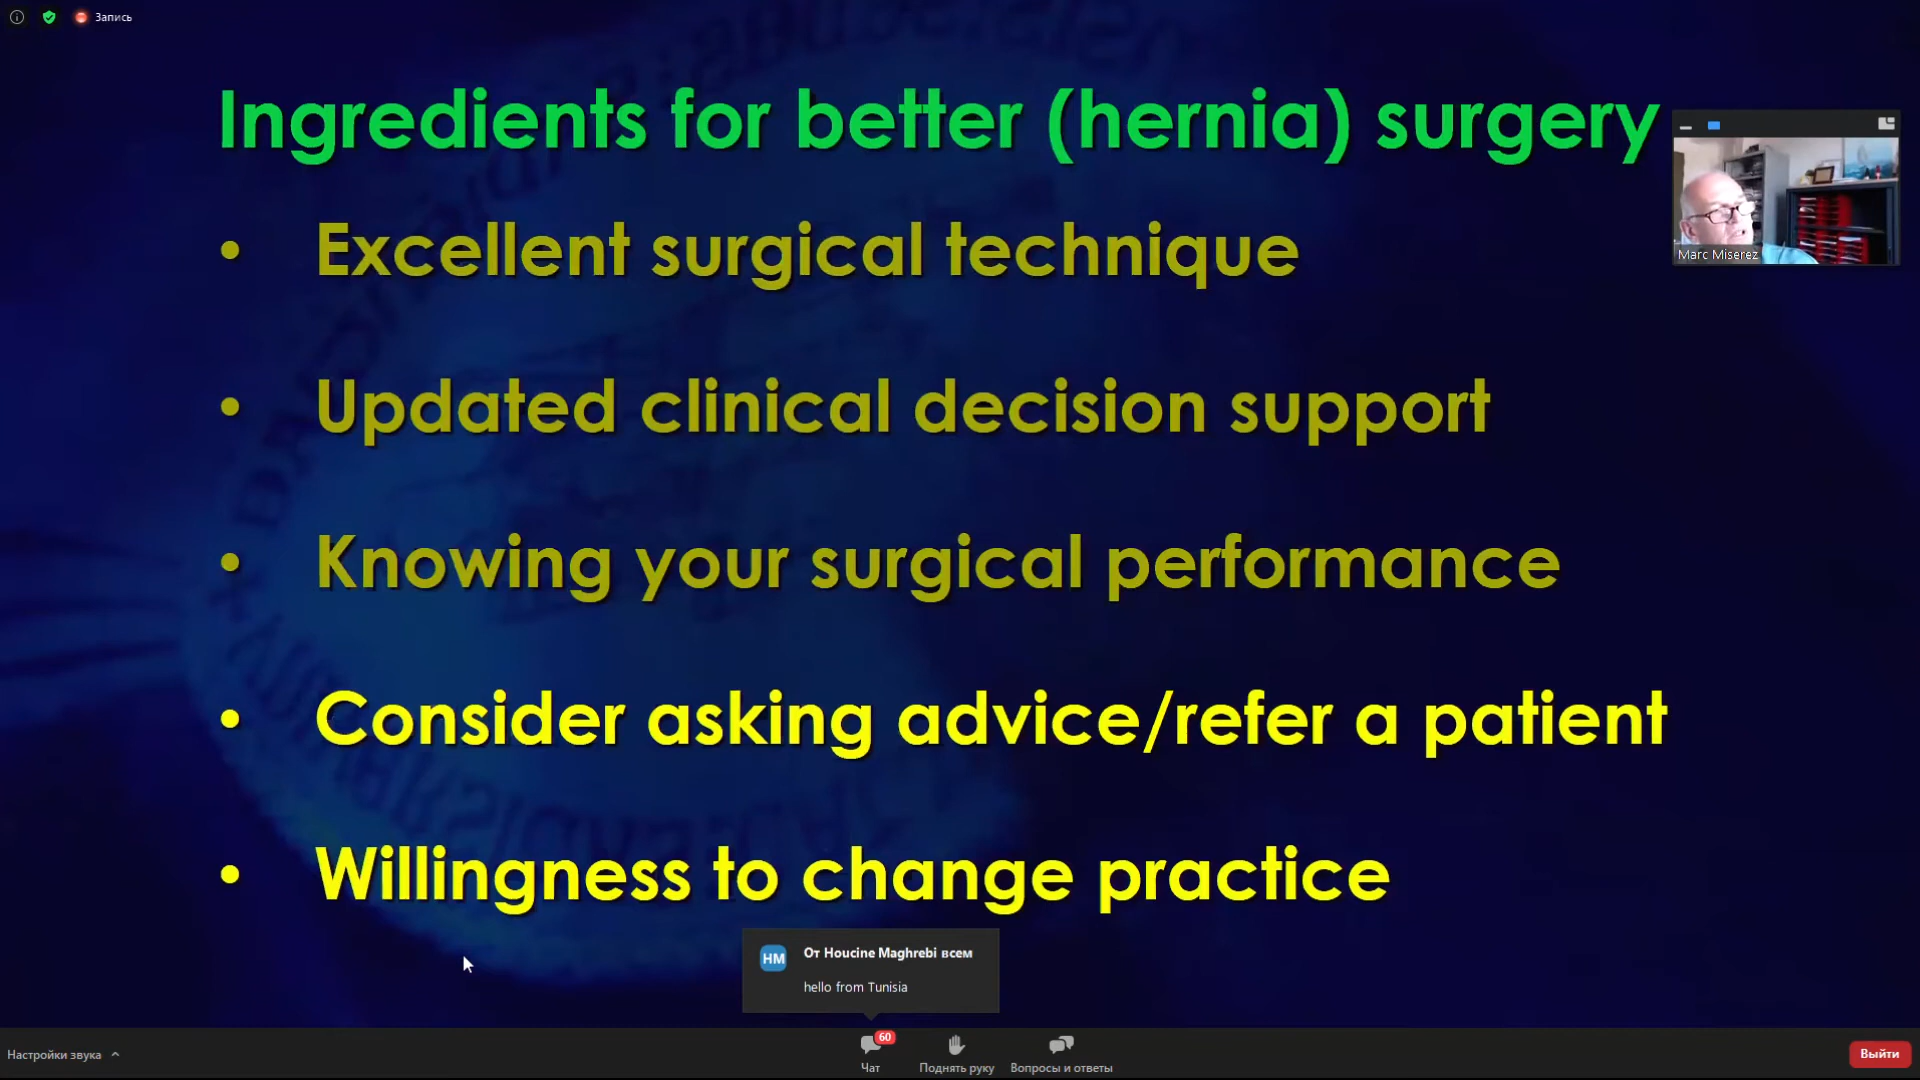 Запись
Ingredients for better (hernia) surgery
• Excellent surgical technique
• Updated clinical decision support
• Knowing your surgical performance
• Consider asking advice/refer a patient
• Willingness to change practice
Marc Miserez
HM
От Houcine Maghrebi всем
hello from Tunisia
Настройки звука
60
Чат
Поднять руку
Вопросы и ответы
Выйти